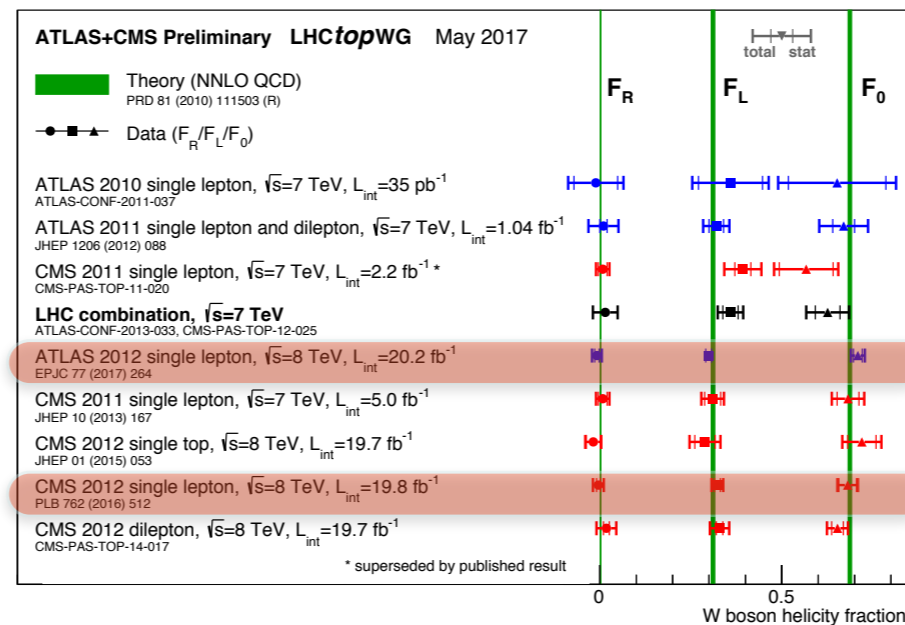 ATLAS+CMS Preliminary LHCtopWG May 2017
total stat
Theory (NNLO QCD)
PRD 81 (2010) 111503 (R)
F_R F_L F_0
Data (F_R/F_L/F_0)
ATLAS 2010 single lepton, √s=7 TeV, L_int=35 pb⁻¹
ATLAS-CONF-2011-037
ATLAS 2011 single lepton and dilepton, √s=7 TeV, L_int=1.04 fb⁻¹
JHEP 1206 (2012) 088
CMS 2011 single lepton, √s=7 TeV, L_int=2.2 fb⁻¹ *
CMS-PAS-TOP-11-020
LHC combination, √s=7 TeV
ATLAS-CONF-2013-033, CMS-PAS-TOP-12-025
ATLAS 2012 single lepton, √s=8 TeV, L_int=20.2 fb⁻¹
EPJC 77 (2017) 264
CMS 2011 single lepton, √s=7 TeV, L_int=5.0 fb⁻¹
JHEP 10 (2013) 167
CMS 2012 single top, √s=8 TeV, L_int=19.7 fb⁻¹
JHEP 01 (2015) 053
CMS 2012 single lepton, √s=8 TeV, L_int=19.8 fb⁻¹
PLB 762 (2016) 512
CMS 2012 dilepton, √s=8 TeV, L_int=19.7 fb⁻¹
CMS-PAS-TOP-14-017
* superseded by published result
0 0.5
W boson helicity fraction